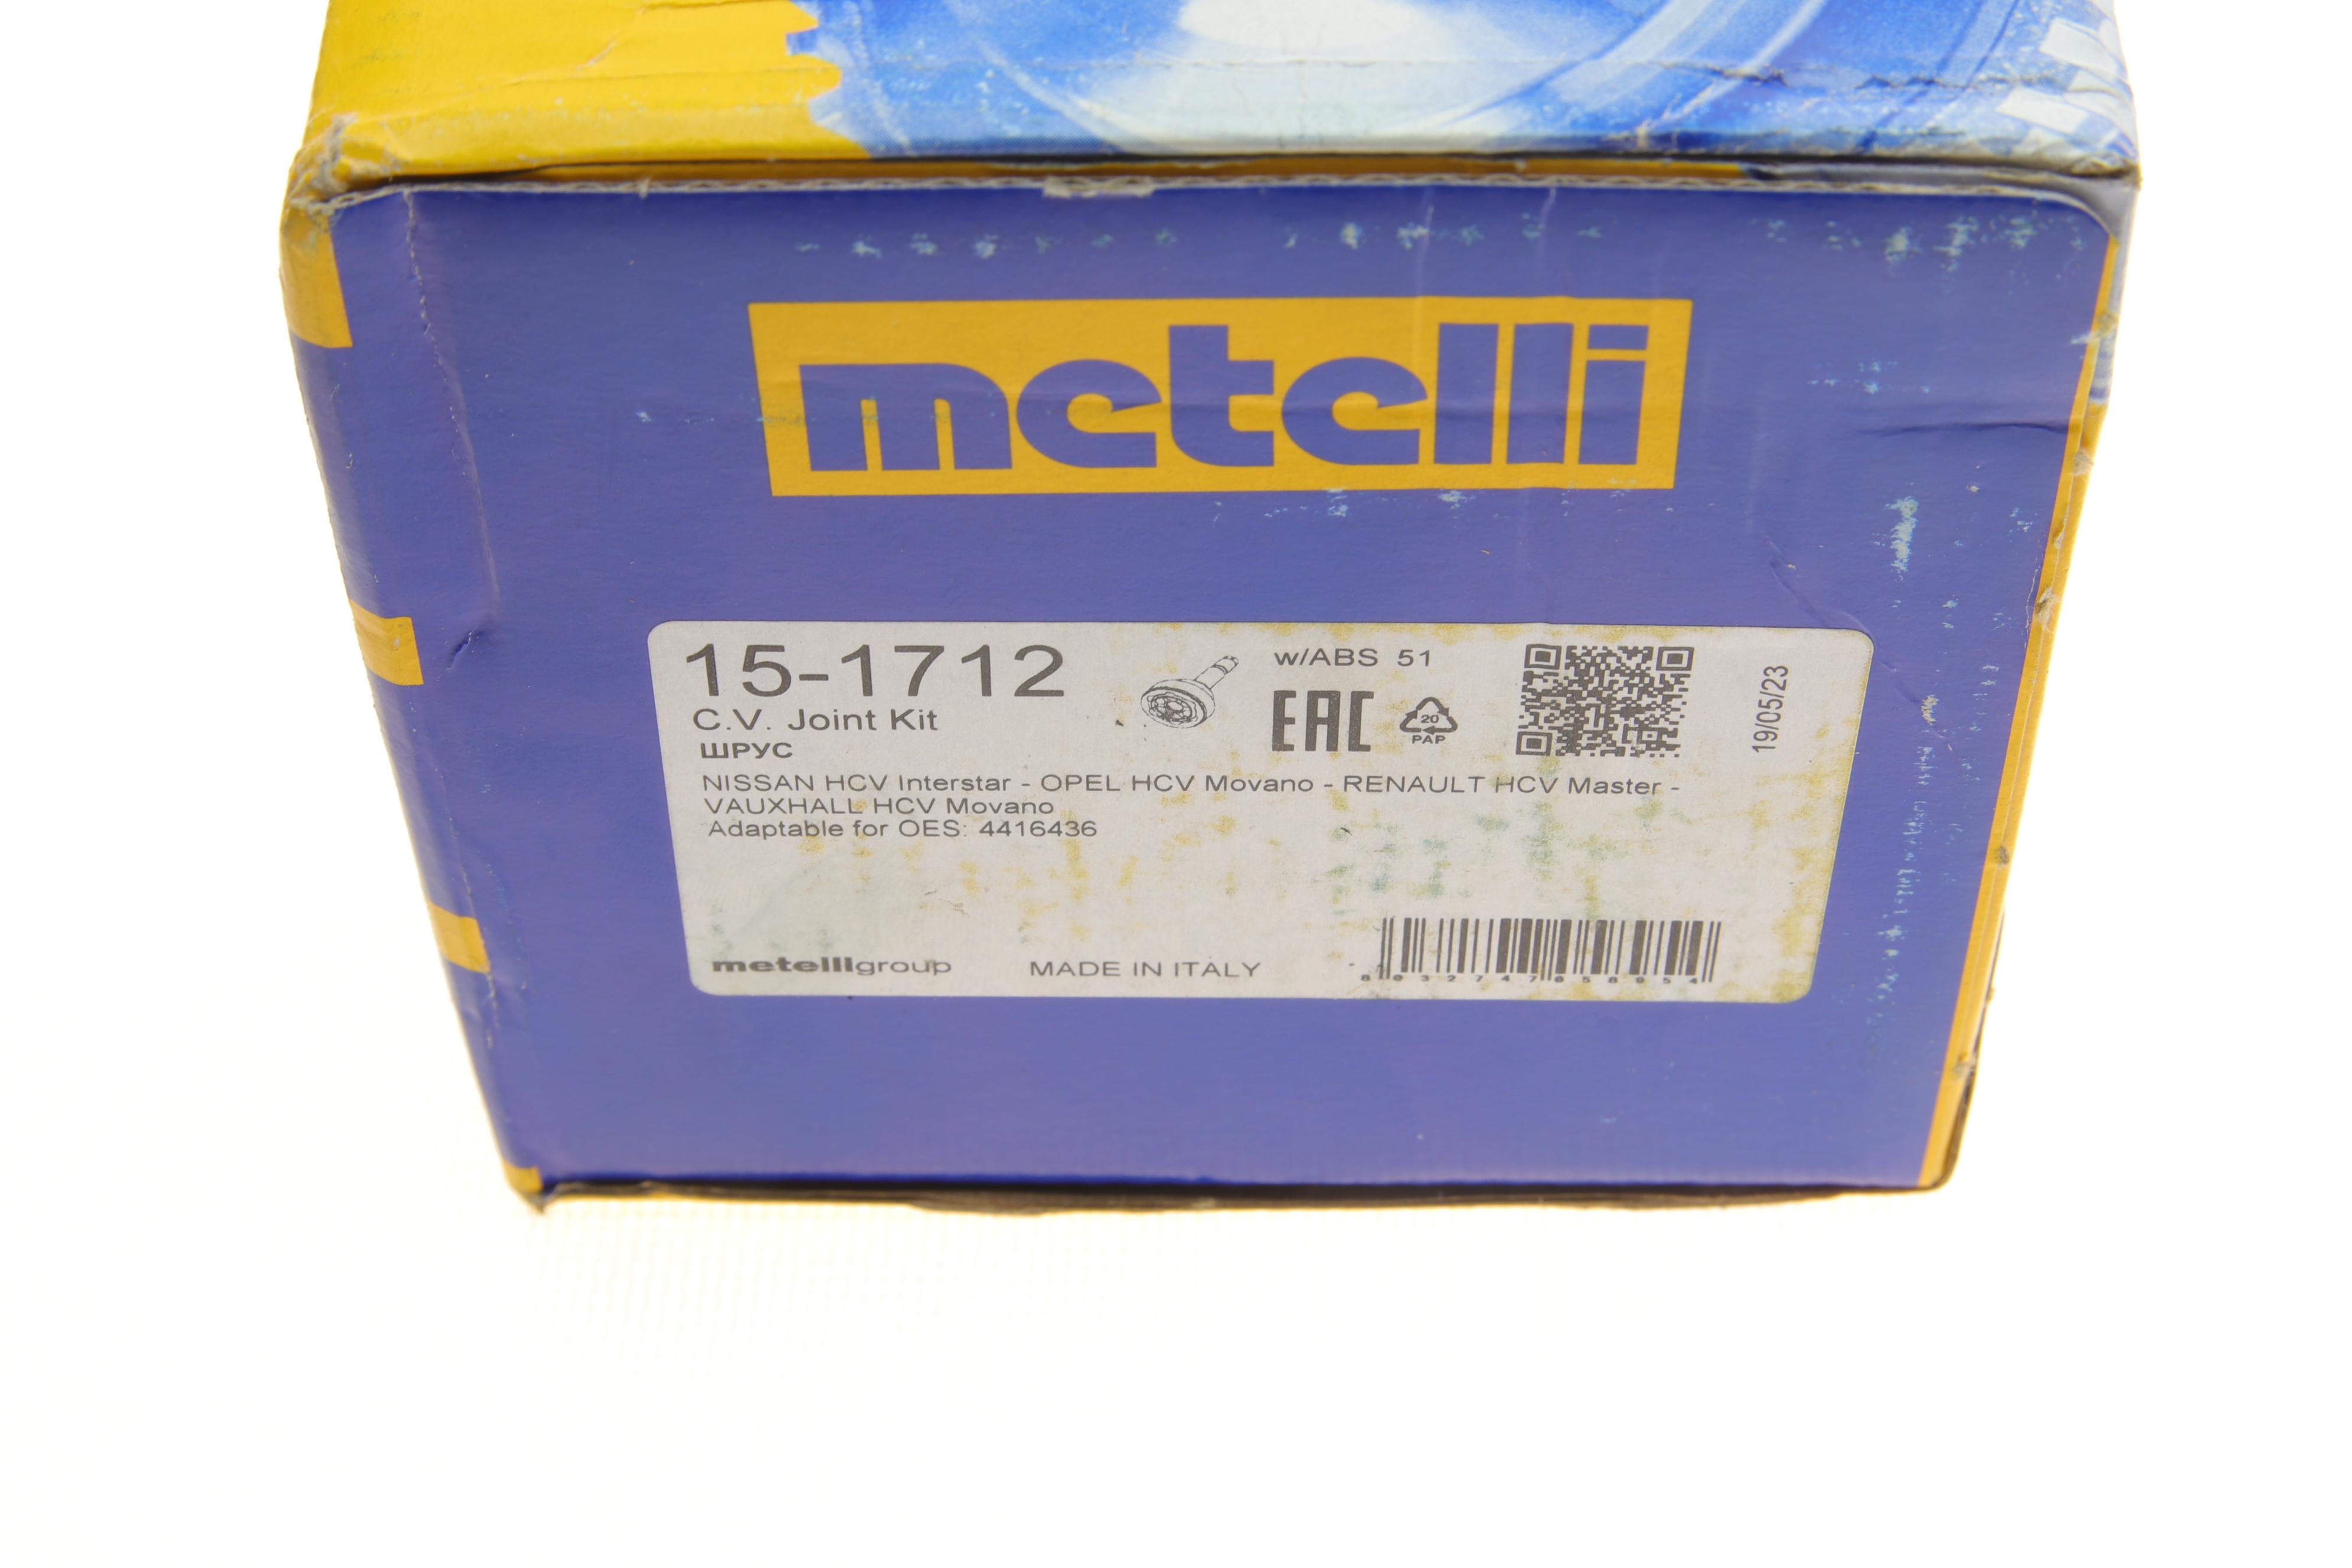 metelli
15-1712
C.V. Joint Kit
ШРУС
w/ABS 51
EAC
20
PAP
19/05/23
NISSAN HCV Interstar - OPEL HCV Movano - RENAULT HCV Master -
VAUXHALL HCV Movano
Adaptable for OES: 4416436
metelligroup
MADE IN ITALY
8032747058054